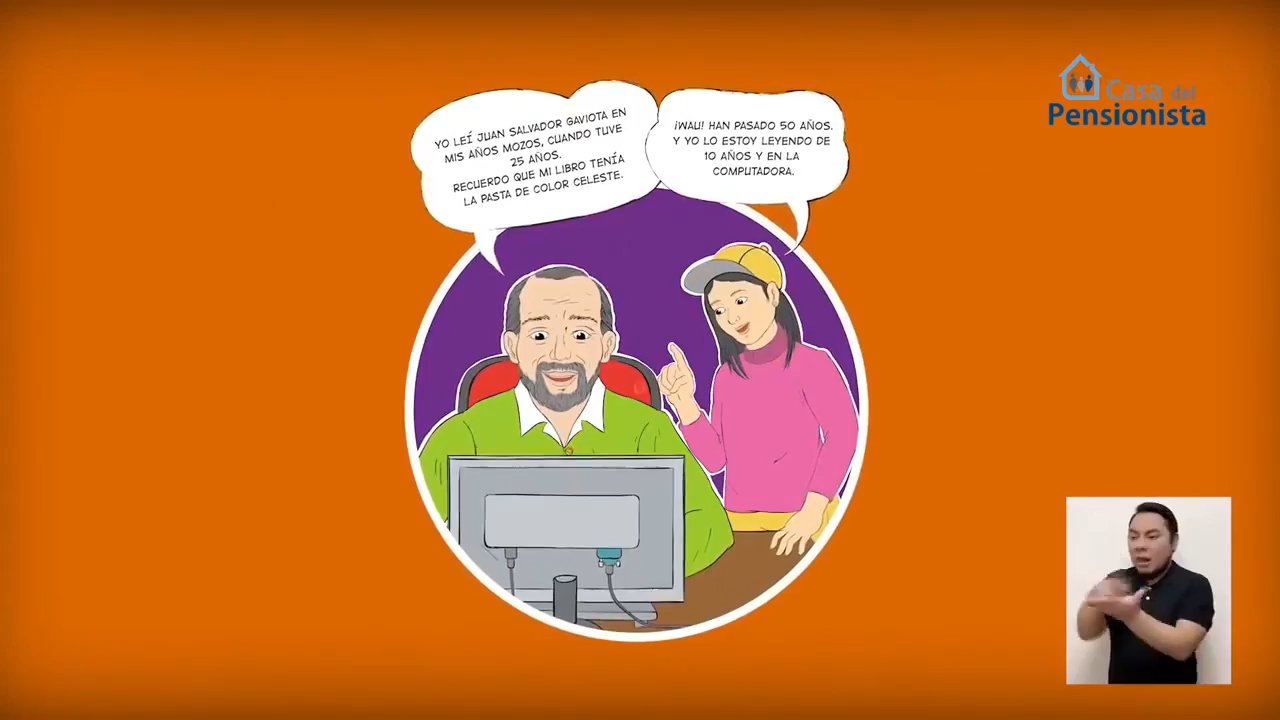 YO LEÍ JUAN SALVADOR GAVIOTA EN
MIS AÑOS MOZOS, CUANDO TUVE
25 AÑOS.
RECUERDO QUE MI LIBRO TENÍA
LA PASTA DE COLOR CELESTE.
¡WAU! HAN PASADO 50 AÑOS.
Y YO LO ESTOY LEYENDO DE
10 AÑOS Y EN LA
COMPUTADORA.
Casa del
Pensionista